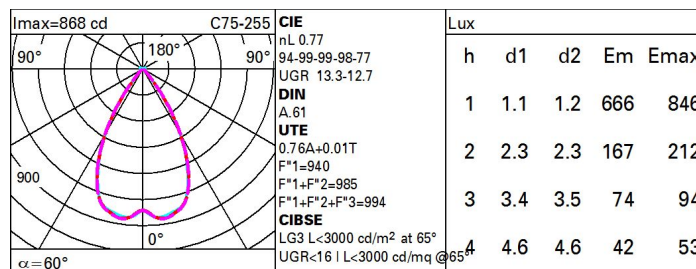 Imax=868 cd C75-255
90° 180° 90°
900
0°
α=60°
CIE
nL 0.77
94-99-99-98-77
UGR 13.3-12.7
DIN
A.61
UTE
0.76A+0.01T
F"1=940
F"1+F"2=985
F"1+F"2+F"3=994
CIBSE
LG3 L<3000 cd/m² at 65°
UGR<16 | L<3000 cd/mq @65°
Lux
h d1 d2 Em Emax
1 1.1 1.2 666 846
2 2.3 2.3 167 212
3 3.4 3.5 74 94
4 4.6 4.6 42 53